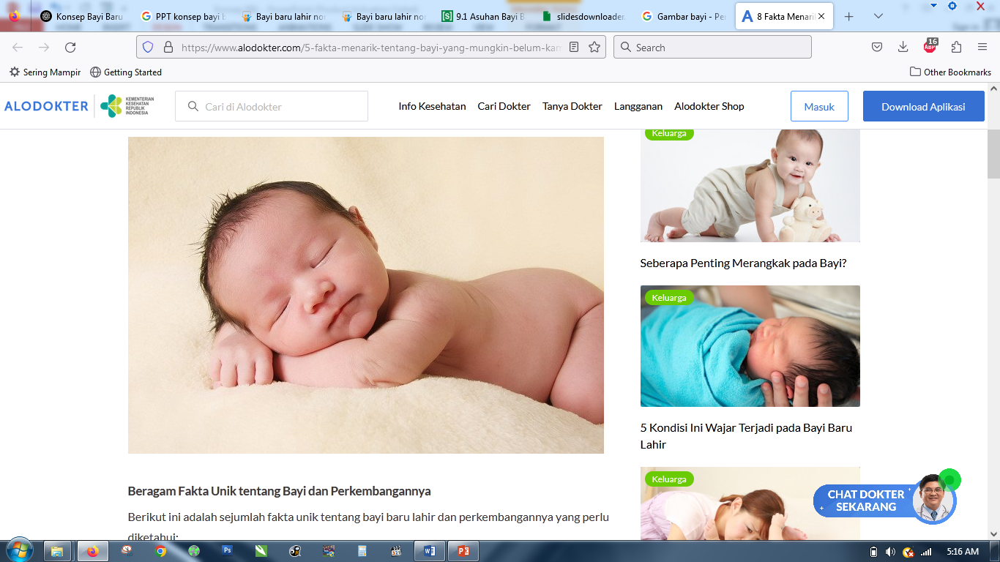 Konsep Bayi Baru
PPT konsep bayi b
Bayi baru lahir nor
Bayi baru lahir nor
9.1 Asuhan Bayi B
slidesdownloader.
Gambar bayi - Pe
8 Fakta Menari
https://www.alodokter.com/5-fakta-menarik-tentang-bayi-yang-mungkin-belum-kam
Search
16
ABP
Sering Mampir
Getting Started
Other Bookmarks
ALODOKTER
KEMENTERIAN
KESEHATAN
REPUBLIK
INDONESIA
Cari di Alodokter
Info Kesehatan
Cari Dokter
Tanya Dokter
Langganan
Alodokter Shop
Masuk
Download Aplikasi
Keluarga
Seberapa Penting Merangkak pada Bayi?
Keluarga
5 Kondisi Ini Wajar Terjadi pada Bayi Baru
Lahir
Keluarga
CHAT DOKTER
SEKARANG
Beragam Fakta Unik tentang Bayi dan Perkembangannya
Berikut ini adalah sejumlah fakta unik tentang bayi baru lahir dan perkembangannya yang perlu
diketahui:
5:16 AM